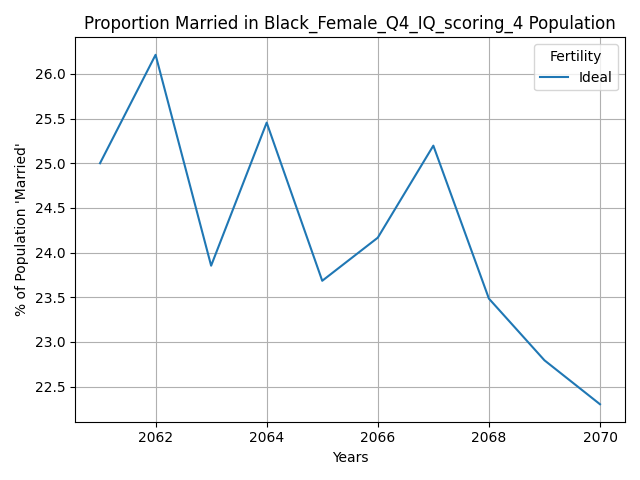 Proportion Married in Black_Female_Q4_IQ_scoring_4 Population
Fertility
Ideal
26.0
25.5
25.0
24.5
24.0
23.5
23.0
22.5
% of Population 'Married'
2062 2064 2066 2068 2070
Years